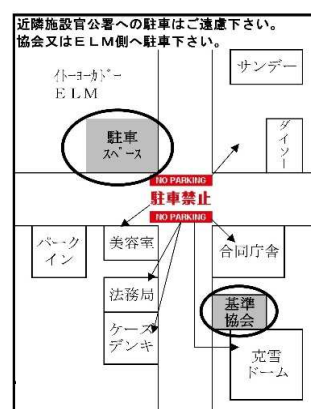 近隣施設官公署への駐車はご遠慮下さい。
協会又はELM側へ駐車下さい。
イトーヨーカドー
ELM
サンデー
駐車
スペース
ダイソー
NO PARKING
駐車禁止
NO PARKING
パーク
イン
美容室
合同庁舎
法務局
基準
協会
ケーズ
デンキ
克雪
ドーム